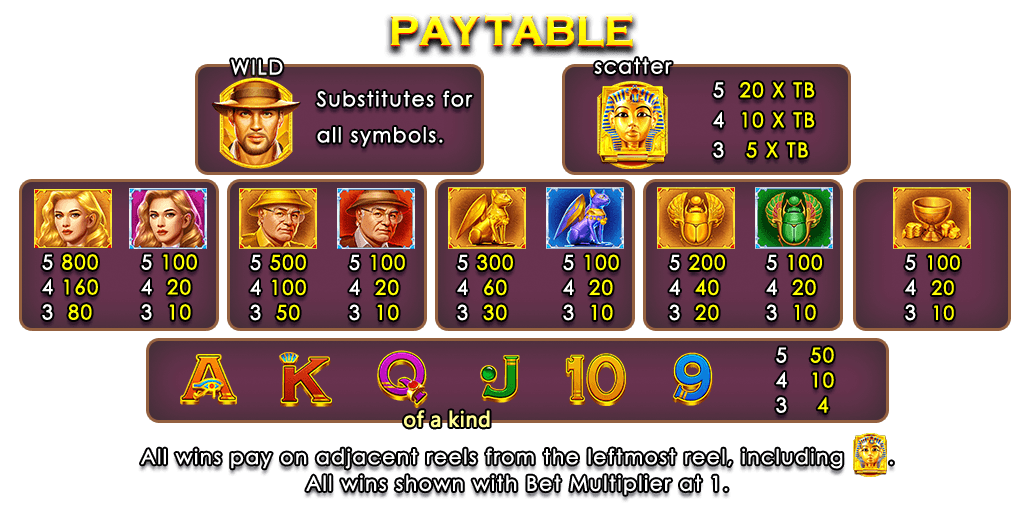 PAYTABLE
WILD
Substitutes for
all symbols.
scatter
5 20 X TB
4 10 X TB
3 5 X TB
5 800
4 160
3 80
5 100
4 20
3 10
5 500
4 100
3 50
5 100
4 20
3 10
5 300
4 60
3 30
5 100
4 20
3 10
5 200
4 40
3 20
5 100
4 20
3 10
5 100
4 20
3 10
A K Q J 10 9
5 50
4 10
3 4
of a kind
All wins pay on adjacent reels from the leftmost reel, including .
All wins shown with Bet Multiplier at 1.